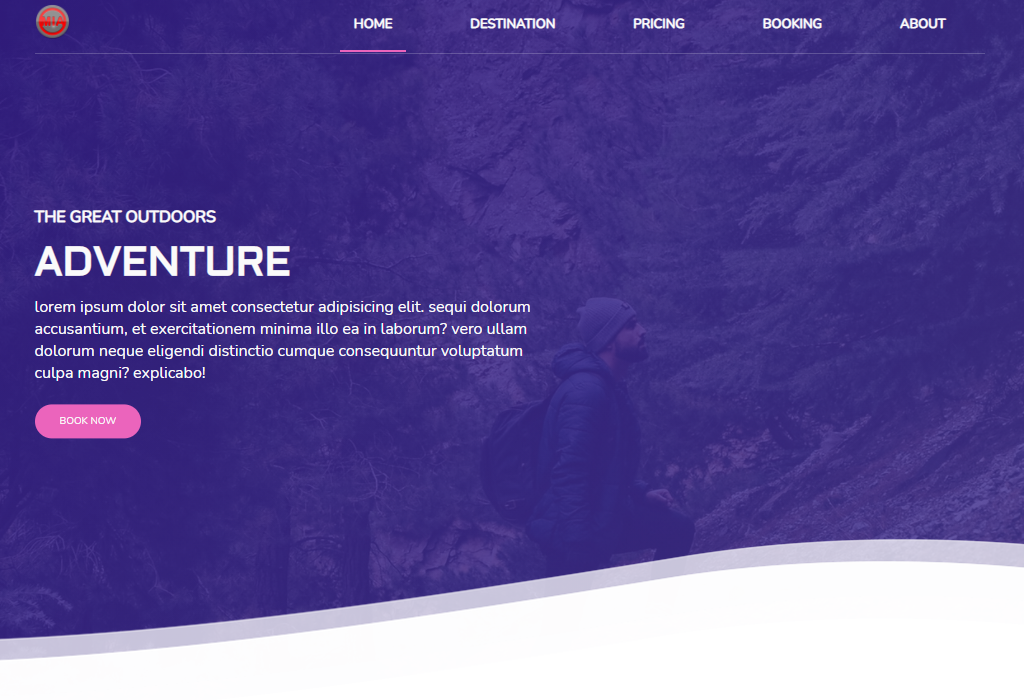 HOME
DESTINATION
PRICING
BOOKING
ABOUT
THE GREAT OUTDOORS
ADVENTURE
lorem ipsum dolor sit amet consectetur adipisicing elit. sequi dolorum
accusantium, et exercitationem minima illo ea in laborum? vero ullam
dolorum neque eligendi distinctio cumque consequuntur voluptatum
culpa magni? explicabo!
BOOK NOW